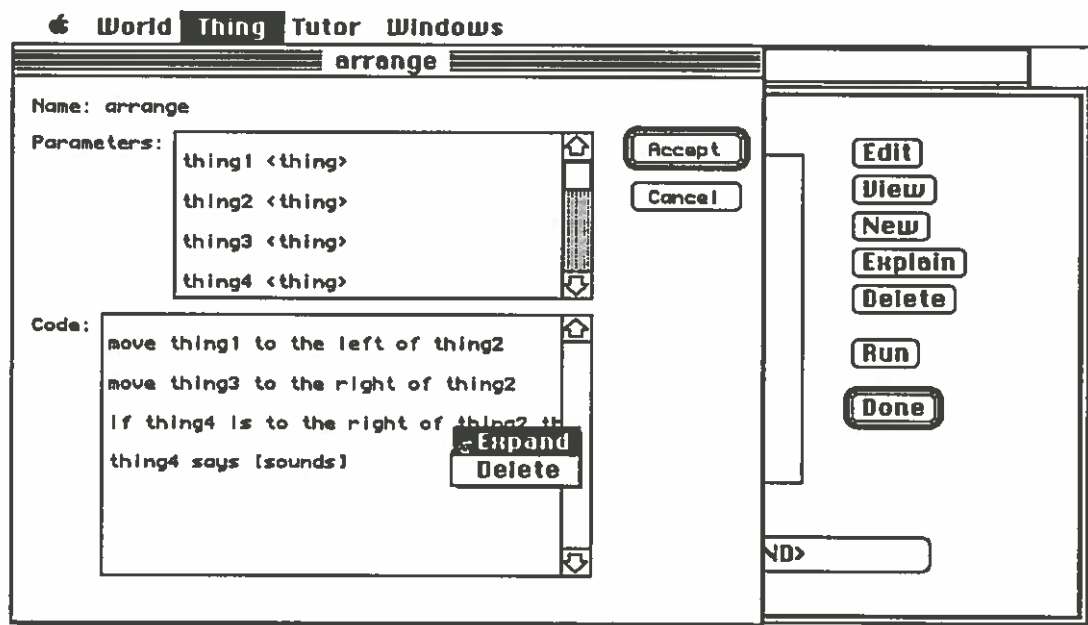 World Thing Tutor Windows
arrange
Name: arrange
Parameters:
thing1 <thing>
thing2 <thing>
thing3 <thing>
thing4 <thing>
Accept
Cancel
Code:
move thing1 to the left of thing2
move thing3 to the right of thing2
if thing4 is to the right of thing2 th
thing4 says [sounds]
Expand
Delete
Edit
View
New
Explain
Delete
Run
Done
ND>